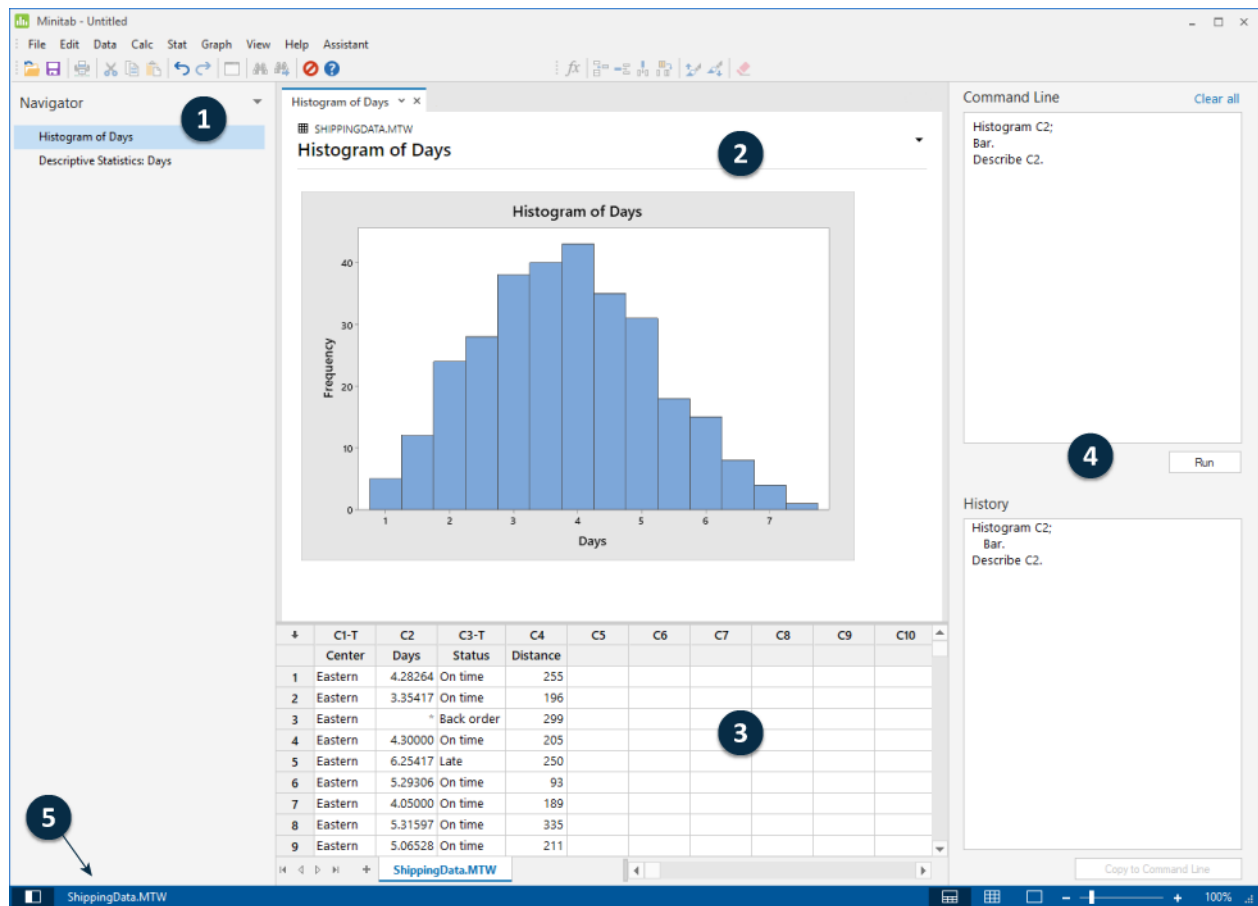 Minitab - Untitled
File Edit Data Calc Stat Graph View Help Assistant
fx
Navigator
1
Histogram of Days
Descriptive Statistics: Days
Histogram of Days
SHIPPINGDATA.MTW
Histogram of Days
2
Histogram of Days
Frequency
40
30
20
10
0
1 2 3 4 5 6 7
Days
Command Line Clear all
Histogram C2;
Bar.
Describe C2.
4
Run
History
Histogram C2;
Bar.
Describe C2.
Copy to Command Line
C1-T C2 C3-T C4 C5 C6 C7 C8 C9 C10
Center Days Status Distance
1 Eastern 4.28264 On time 255
2 Eastern 3.35417 On time 196
3 Eastern * Back order 299
4 Eastern 4.30000 On time 205
5 Eastern 6.25417 Late 250
6 Eastern 5.29306 On time 93
7 Eastern 4.05000 On time 189
8 Eastern 5.31597 On time 335
9 Eastern 5.06528 On time 211
3
ShippingData.MTW
5
ShippingData.MTW
100%